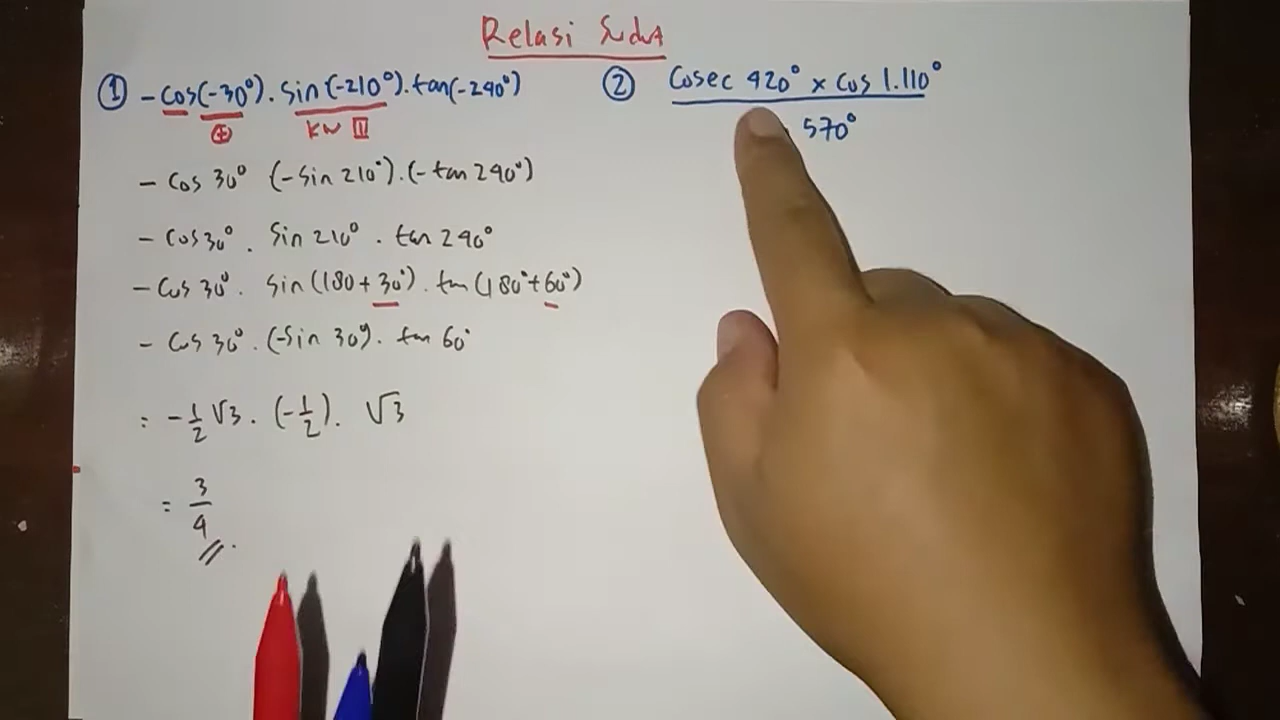 Relasi Sudut
① -cos(-30°). sin(-210°). tan(-240°)
⊕ kw II
- cos 30° (-sin 210°).(-tan 240°)
- cos 30°. sin 210° . tan 240°
- cos 30°. sin(180+30°). tan(180°+60°)
- cos 30°. (-sin 30°). tan 60°
= -1/2 √3 . (-1/2). √3
= 3/4 //.
② Cosec 420° x Cos 1.110°
570°